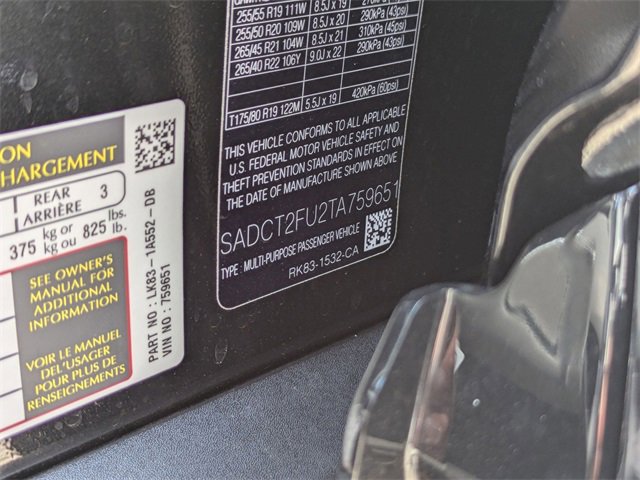 ON
HARGEMENT
REAR
ARRIÈRE 3
375 kg or
kg ou 825 lbs.
lb.
SEE OWNER'S
MANUAL FOR
ADDITIONAL
INFORMATION
VOIR LE MANUEL
DEL'USAGER
POUR PLUS DE
RENSEIGNEMENTS
PART NO : LK83-1A552-DB
VIN NO : 759651
255/55 R19 111W 8.5J x 19
255/50 R20 109W 8.5J x 20 290kPa (43psi)
265/45 R21 104W 8.5J x 21 310kPa (45psi)
265/40 R22 106Y 9.0J x 22 290kPa (43psi)
T175/80 R19 122M 5.5J x 19 420kPa (60psi)
THIS VEHICLE CONFORMS TO ALL APPLICABLE
U.S. FEDERAL MOTOR VEHICLE SAFETY AND
THEFT PREVENTION STANDARDS IN EFFECT ON
THE DATE OF MANUFACTURE SHOWN ABOVE
SADCT2FU2TA759651
TYPE : MULTI-PURPOSE PASSENGER VEHICLE
RK83-1532-CA